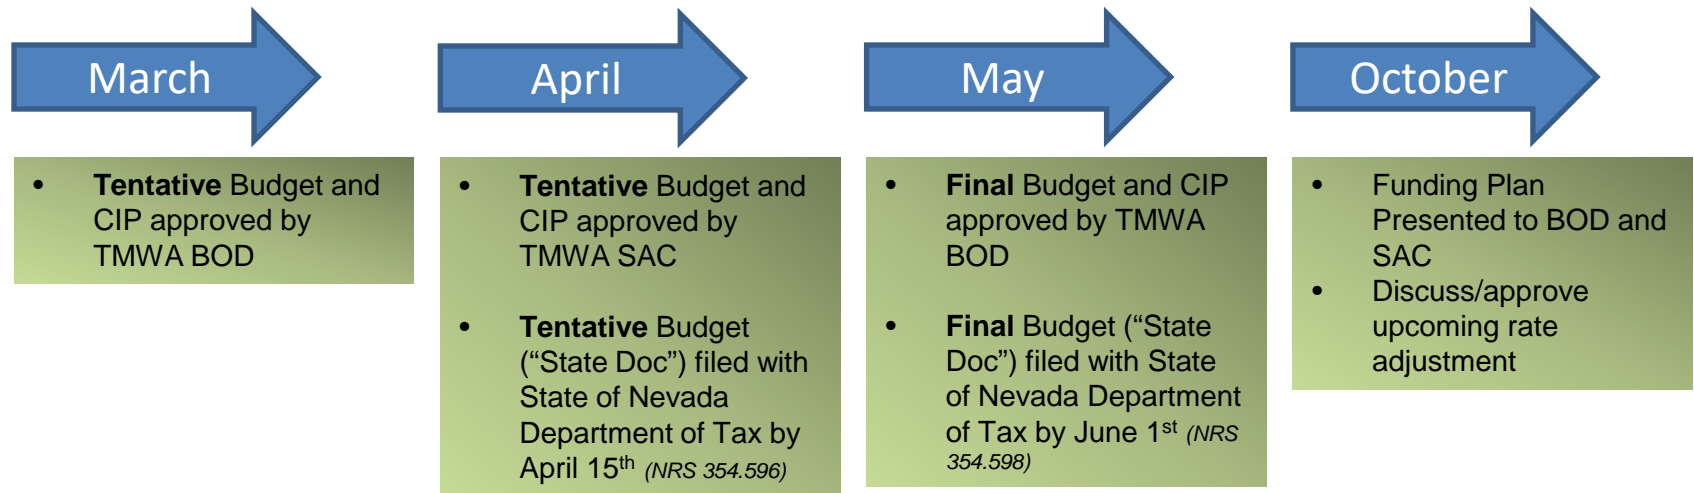 March
• Tentative Budget and
CIP approved by
TMWA BOD
April
• Tentative Budget and
CIP approved by
TMWA SAC
• Tentative Budget
(“State Doc”) filed with
State of Nevada
Department of Tax by
April 15th (NRS 354.596)
May
• Final Budget and CIP
approved by TMWA
BOD
• Final Budget (“State
Doc”) filed with State
of Nevada Department
of Tax by June 1st (NRS
354.598)
October
• Funding Plan
Presented to BOD and
SAC
• Discuss/approve
upcoming rate
adjustment